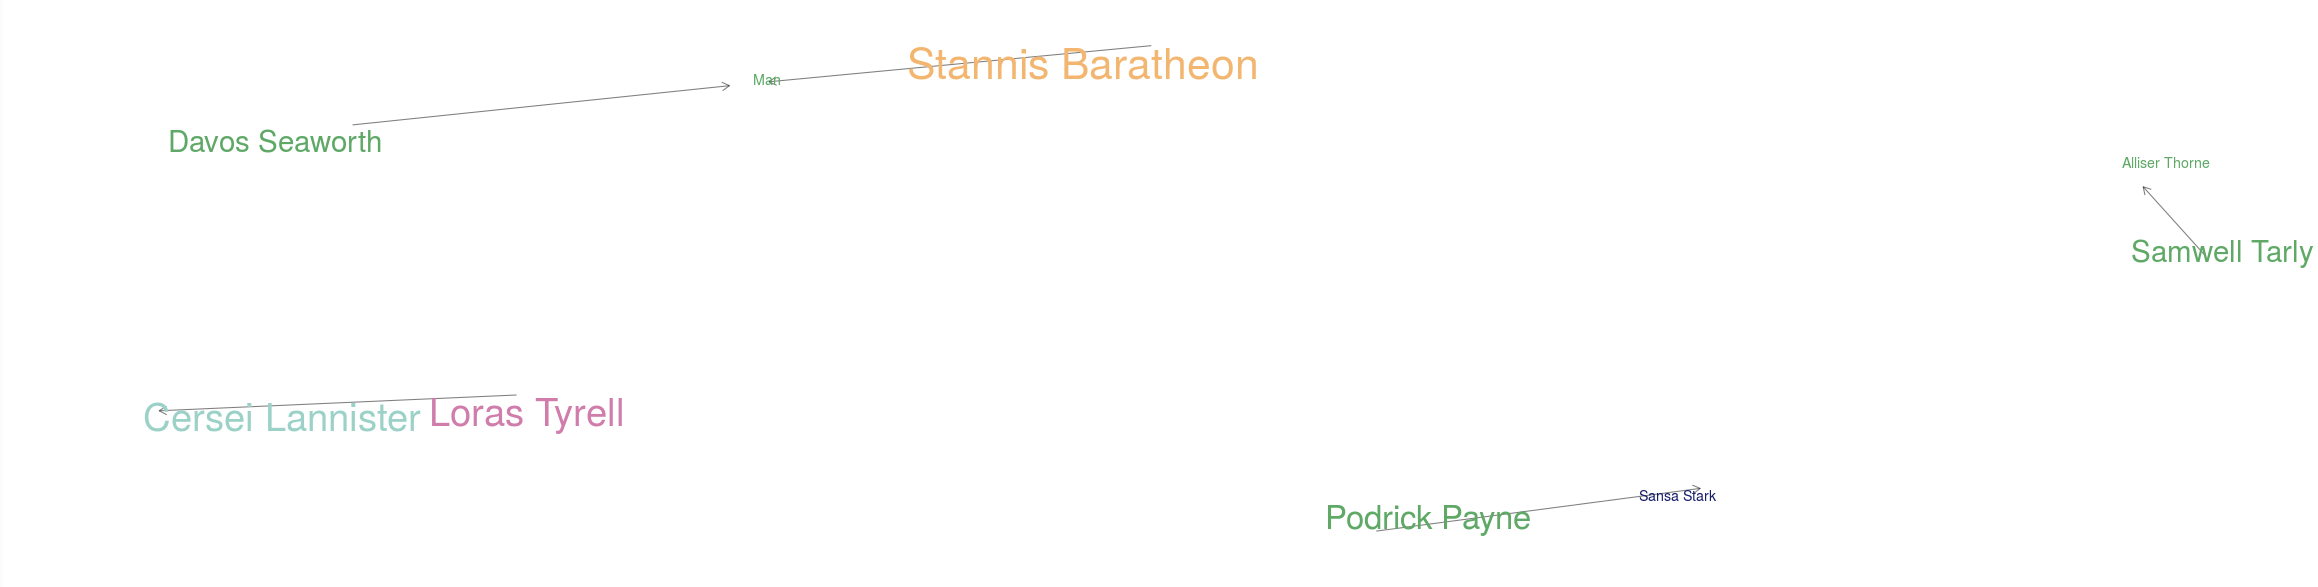 Stannis Baratheon
Man
Davos Seaworth
Alliser Thorne
Samwell Tarly
Cersei Lannister
Loras Tyrell
Sansa Stark
Podrick Payne